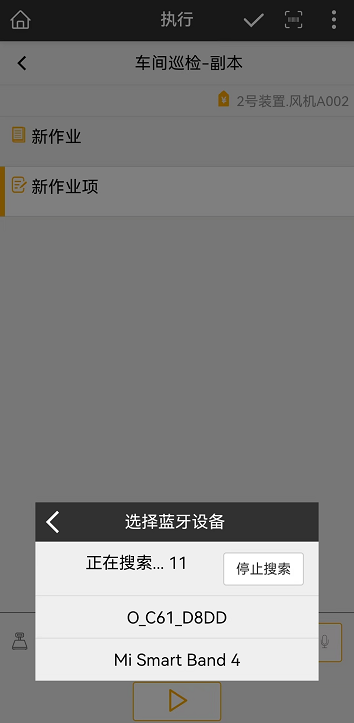 执行
车间巡检-副本
2号装置.风机A002
新作业
新作业项
选择蓝牙设备
正在搜索... 11 停止搜索
O_C61_D8DD
Mi Smart Band 4